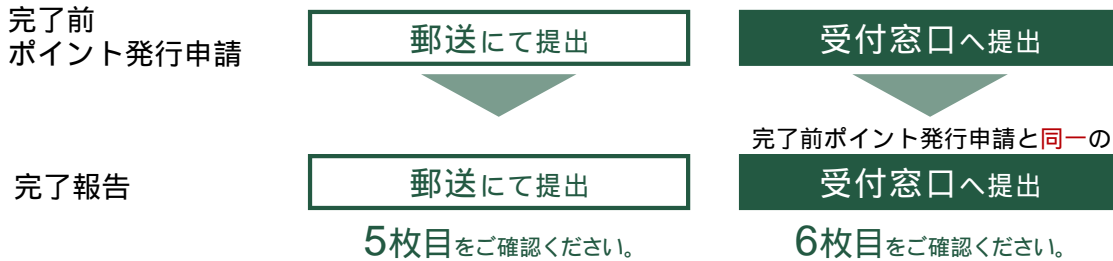 完了前
ポイント発行申請
郵送にて提出
受付窓口へ提出
完了前ポイント発行申請と同一の
完了報告
郵送にて提出
受付窓口へ提出
5枚目をご確認ください。
6枚目をご確認ください。